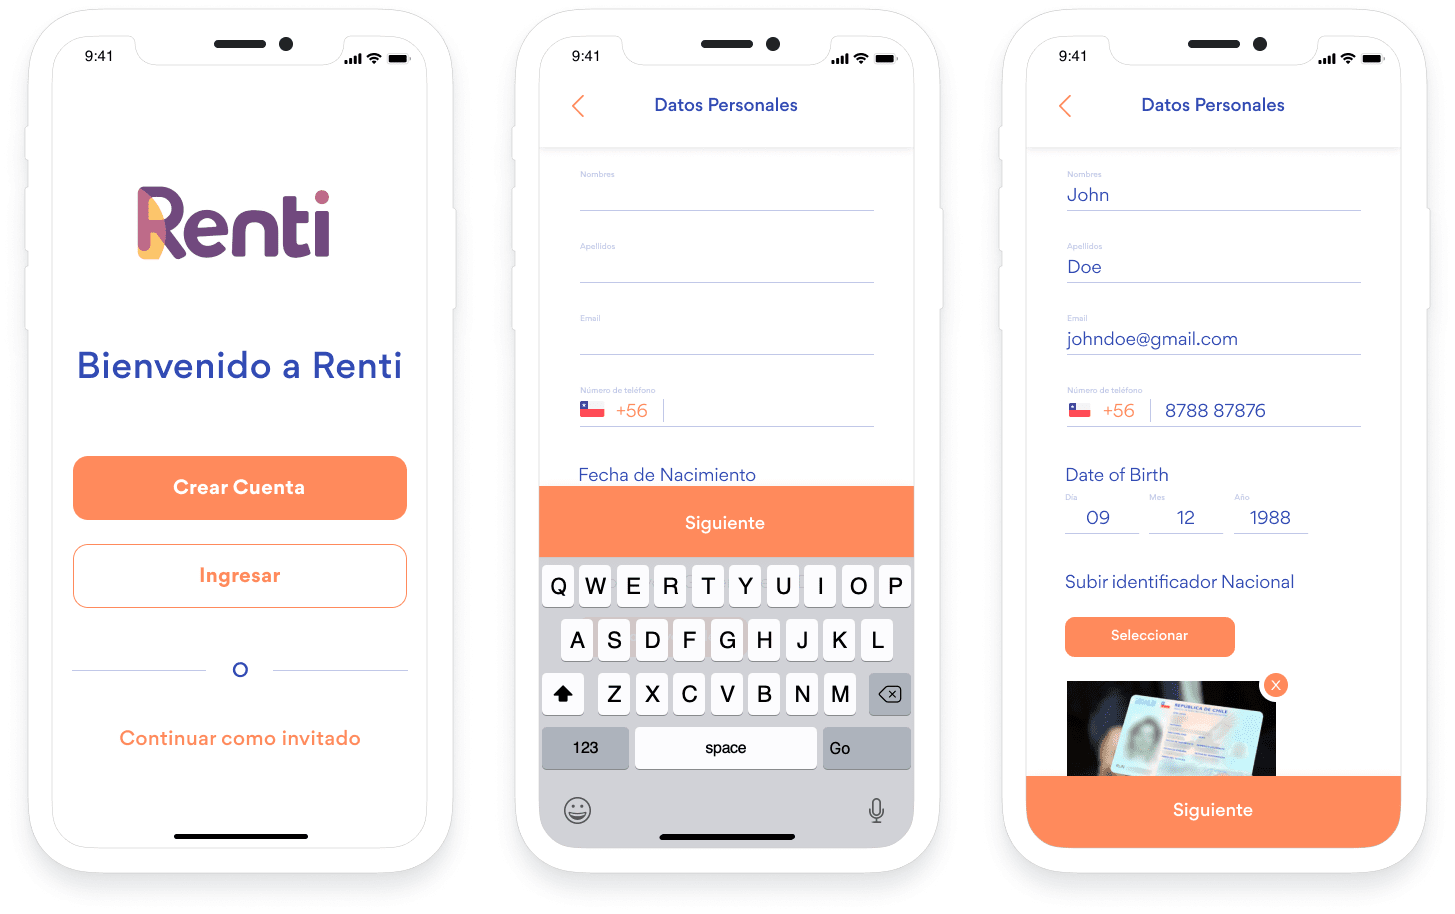 9:41
Renti
Bienvenido a Renti
Crear Cuenta
Ingresar
O
Continuar como invitado
9:41
Datos Personales
Nombres
Apellidos
Email
Número de teléfono
+56
Fecha de Nacimiento
Siguiente
Q W E R T Y U I O P
A S D F G H J K L
Z X C V B N M
123 space Go
9:41
Datos Personales
Nombres
John
Apellidos
Doe
Email
johndoe@gmail.com
Número de teléfono
+56 8788 87876
Date of Birth
Día Mes Año
09 12 1988
Subir identificador Nacional
Seleccionar
X
REPÚBLICA DE CHILE
Siguiente